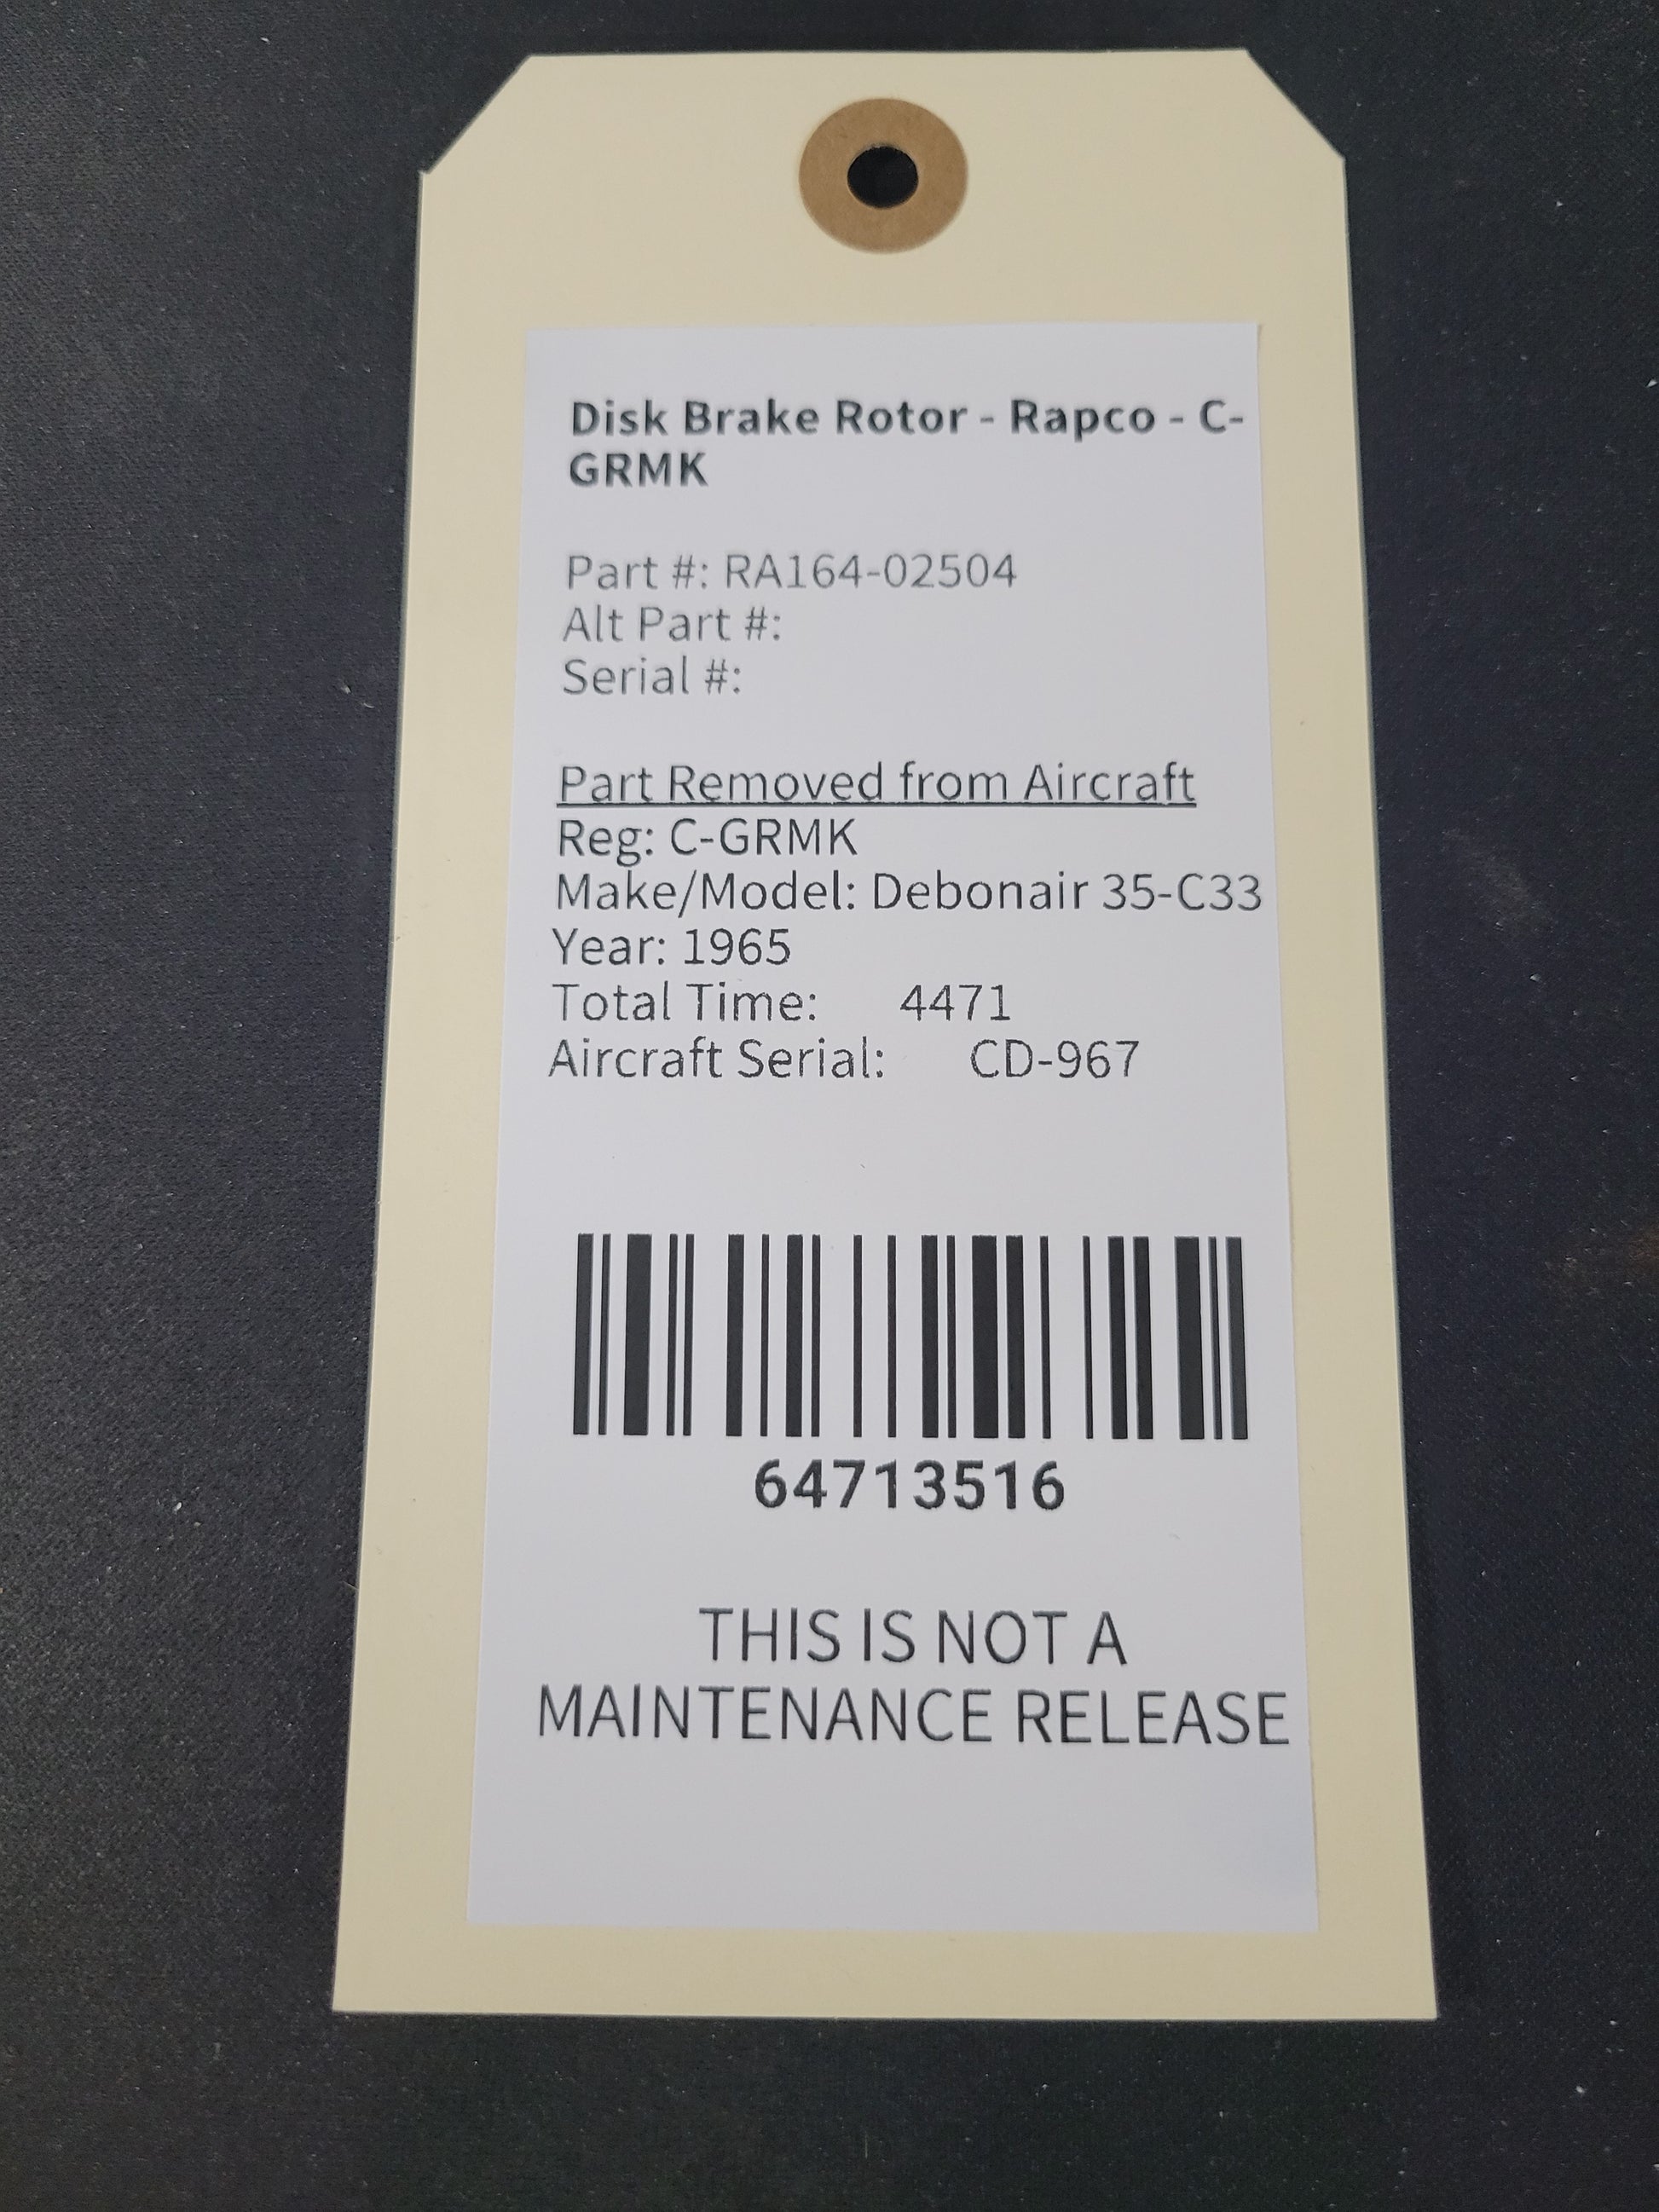 Disk Brake Rotor - Rapco - C-
GRMK
Part #: RA164-02504
Alt Part #:
Serial #:
Part Removed from Aircraft
Reg: C-GRMK
Make/Model: Debonair 35-C33
Year: 1965
Total Time: 4471
Aircraft Serial: CD-967
64713516
THIS IS NOT A
MAINTENANCE RELEASE